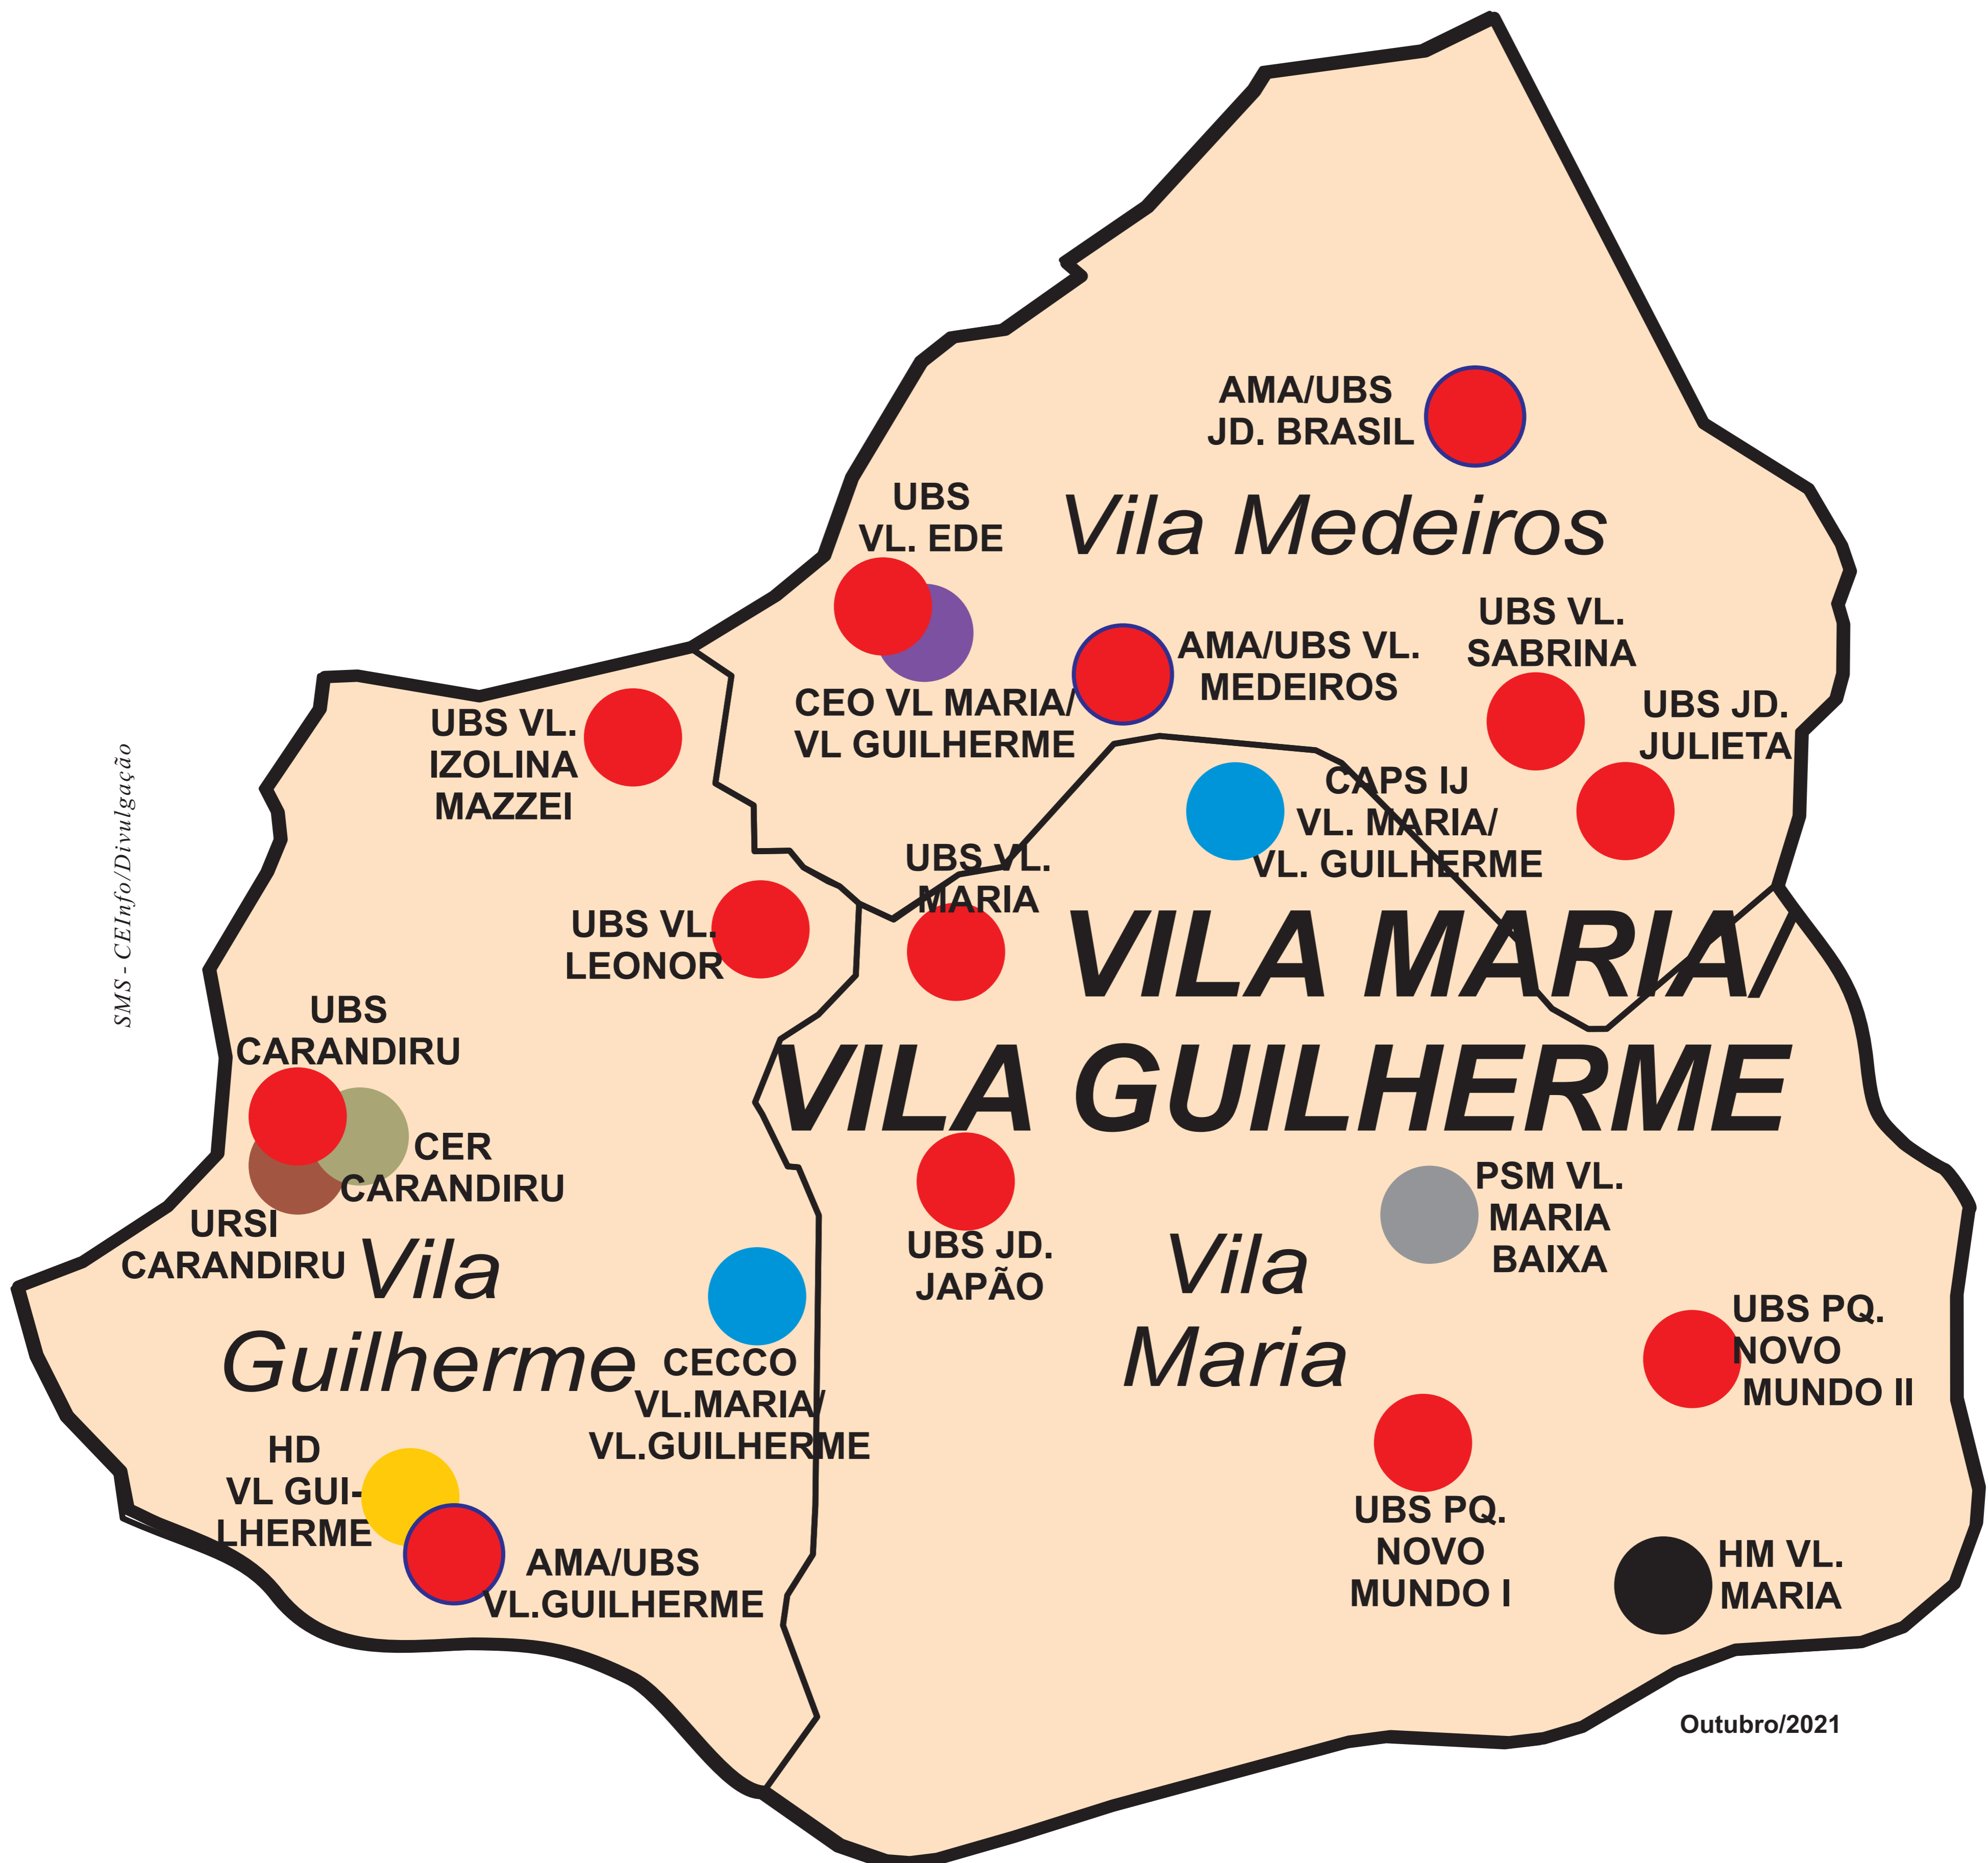 AMA/UBS
JD. BRASIL
UBS
VL. EDE
Vila Medeiros
UBS VL.
SABRINA
AMA/UBS VL.
MEDEIROS
CEO VL MARIA/
VL GUILHERME
UBS JD.
JULIETA
UBS VL.
IZOLINA
MAZZEI
CAPS IJ
VL. MARIA/
VL. GUILHERME
UBS VL.
MARIA
UBS VL.
LEONOR
SMS - CEInfo/Divulgação
VILA MARIA/
VILA GUILHERME
UBS
CARANDIRU
CER
CARANDIRU
URSI
CARANDIRU
Vila
Guilherme
UBS JD.
JAPÃO
Vila
Maria
PSM VL.
MARIA
BAIXA
CECCO
VL.MARIA/
VL.GUILHERME
UBS PQ.
NOVO
MUNDO II
HD
VL GUI-
LHERME
AMA/UBS
VL.GUILHERME
UBS PQ.
NOVO
MUNDO I
HM VL.
MARIA
Outubro/2021